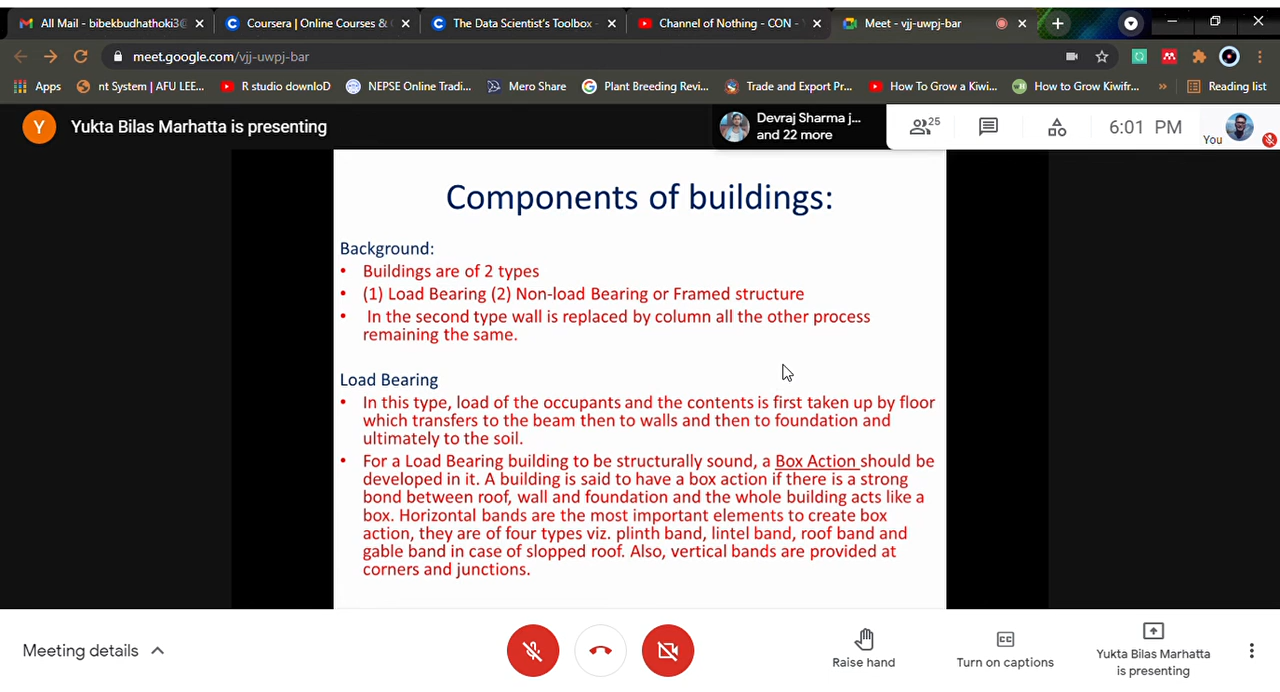 All Mail - bibekbudhathoki3@
Coursera | Online Courses &
The Data Scientist's Toolbox -
Channel of Nothing - CON -
Meet - vjj-uwpj-bar
meet.google.com/vjj-uwpj-bar
Apps
nt System | AFU LEE...
R studio downloD
NEPSE Online Tradi...
Mero Share
Plant Breeding Revi...
Trade and Export Pr...
How To Grow a Kiwi...
How to Grow Kiwifr...
»
Reading list
Y
Yukta Bilas Marhatta is presenting
Devraj Sharma j...
and 22 more
25
6:01 PM
You
Components of buildings:
Background:
• Buildings are of 2 types
• (1) Load Bearing (2) Non-load Bearing or Framed structure
• In the second type wall is replaced by column all the other process
remaining the same.
Load Bearing
• In this type, load of the occupants and the contents is first taken up by floor
which transfers to the beam then to walls and then to foundation and
ultimately to the soil.
• For a Load Bearing building to be structurally sound, a Box Action should be
developed in it. A building is said to have a box action if there is a strong
bond between roof, wall and foundation and the whole building acts like a
box. Horizontal bands are the most important elements to create box
action, they are of four types viz. plinth band, lintel band, roof band and
gable band in case of slopped roof. Also, vertical bands are provided at
corners and junctions.
Meeting details
Raise hand
Turn on captions
Yukta Bilas Marhatta
is presenting